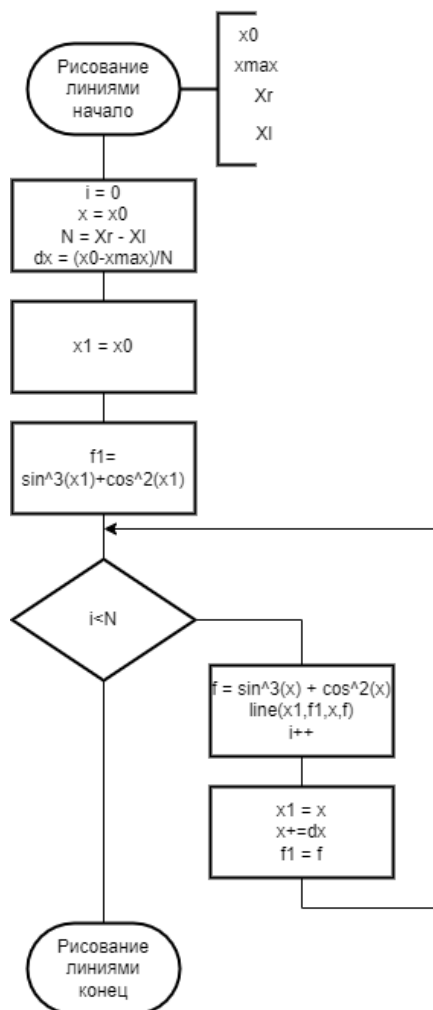 Рисование
линиями
начало
x0
xmax
Xr
Xl
i = 0
x = x0
N = Xr - Xl
dx = (x0-xmax)/N
x1 = x0
f1=
sin^3(x1)+cos^2(x1)
i<N
f = sin^3(x) + cos^2(x)
line(x1,f1,x,f)
i++
x1 = x
x+=dx
f1 = f
Рисование
линиями
конец